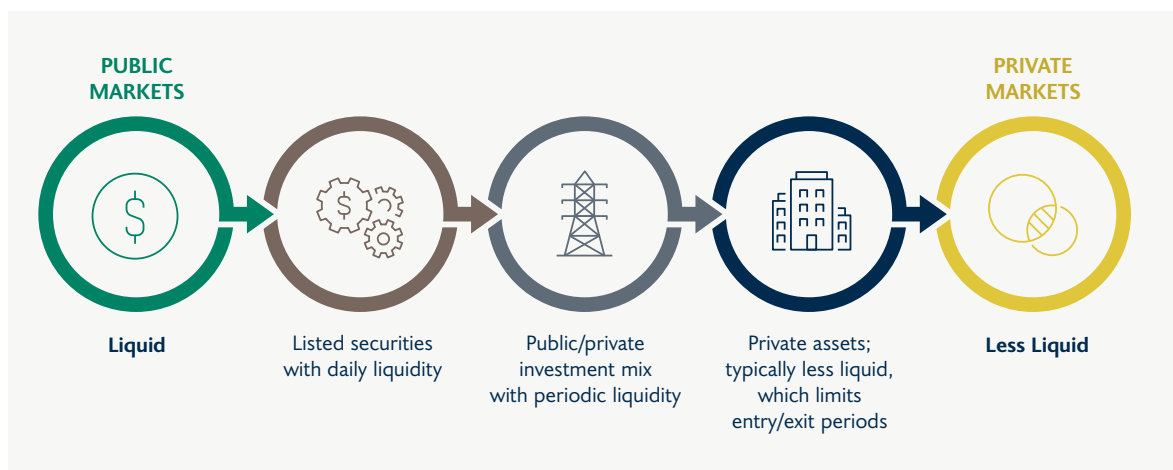 PUBLIC
MARKETS
PRIVATE
MARKETS
$
$
Liquid
Listed securities
with daily liquidity
Public/private
investment mix
with periodic liquidity
Private assets;
typically less liquid,
which limits
entry/exit periods
Less Liquid